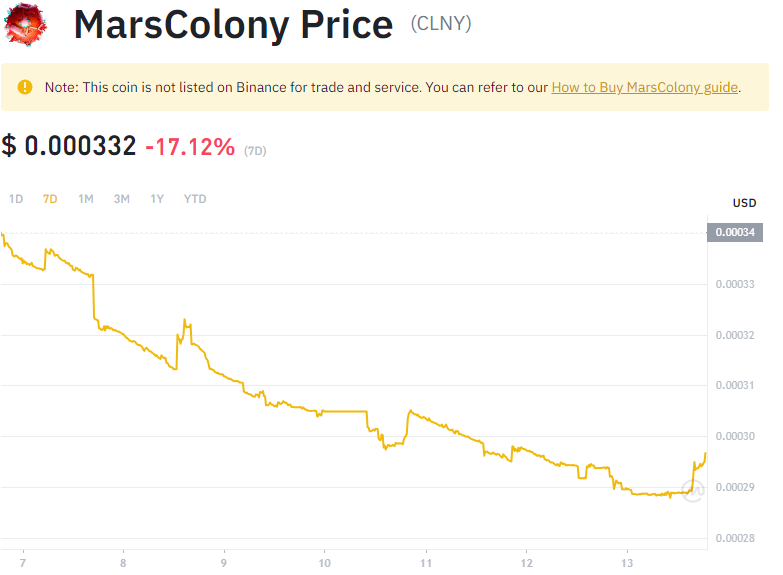 MarsColony Price (CLNY)
Note: This coin is not listed on Binance for trade and service. You can refer to our How to Buy MarsColony guide.
$ 0.000332 -17.12% (7D)
1D 7D 1M 3M 1Y YTD
USD
0.00034
0.00033
0.00032
0.00031
0.00030
0.00029
0.00028
7 8 9 10 11 12 13